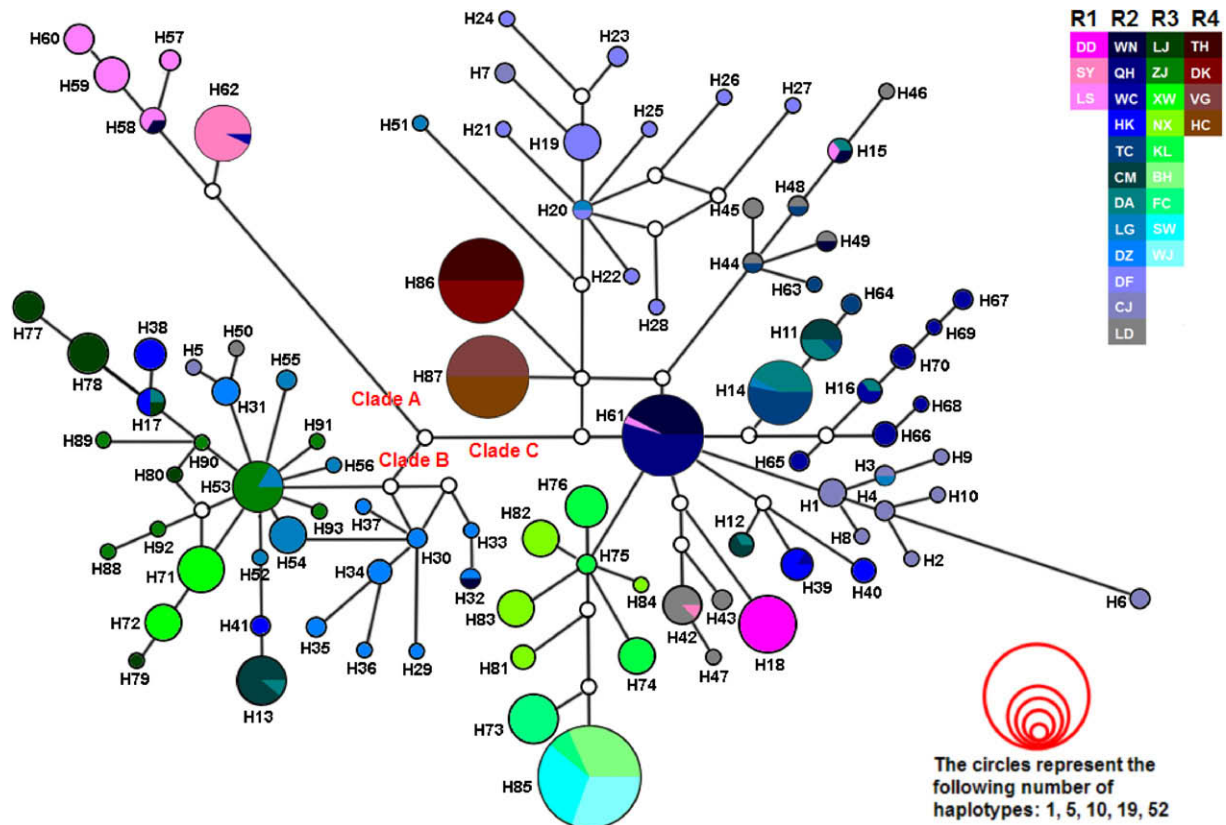 R1 R2 R3 R4
DD WN LJ TH
SY QH ZJ DK
LS WC XW VG
HK NX HC
TC KL
CM BH
DA FC
LG SW
DZ WJ
DF
CJ
LD
H24
H23
H60
H57
H7
H26
H59
H27
H46
H62
H51
H25
H58
H21
H19
H15
H48
H45
H20
H49
H44
H22
H63
H86
H28
H64
H67
H11
H69
H77
H38
H50
H5
H55
H87
H70
H78
H14
H16
H31
Clade A
H61
H68
H17
H91
H66
H89
H90
Clade C
H65
H56
Clade B
H3
H9
H80
H53
H76
H4
H10
H1
H93
H37
H82
H92
H12
H8
H54
H30
H33
H75
H2
H88
H71
H52
H39
H40
H34
H32
H84
H83
H43
H6
H72
H41
H42
H35
H18
H36
H29
H81
H74
H47
H79
H13
H73
H85
The circles represent the
following number of
haplotypes: 1, 5, 10, 19, 52